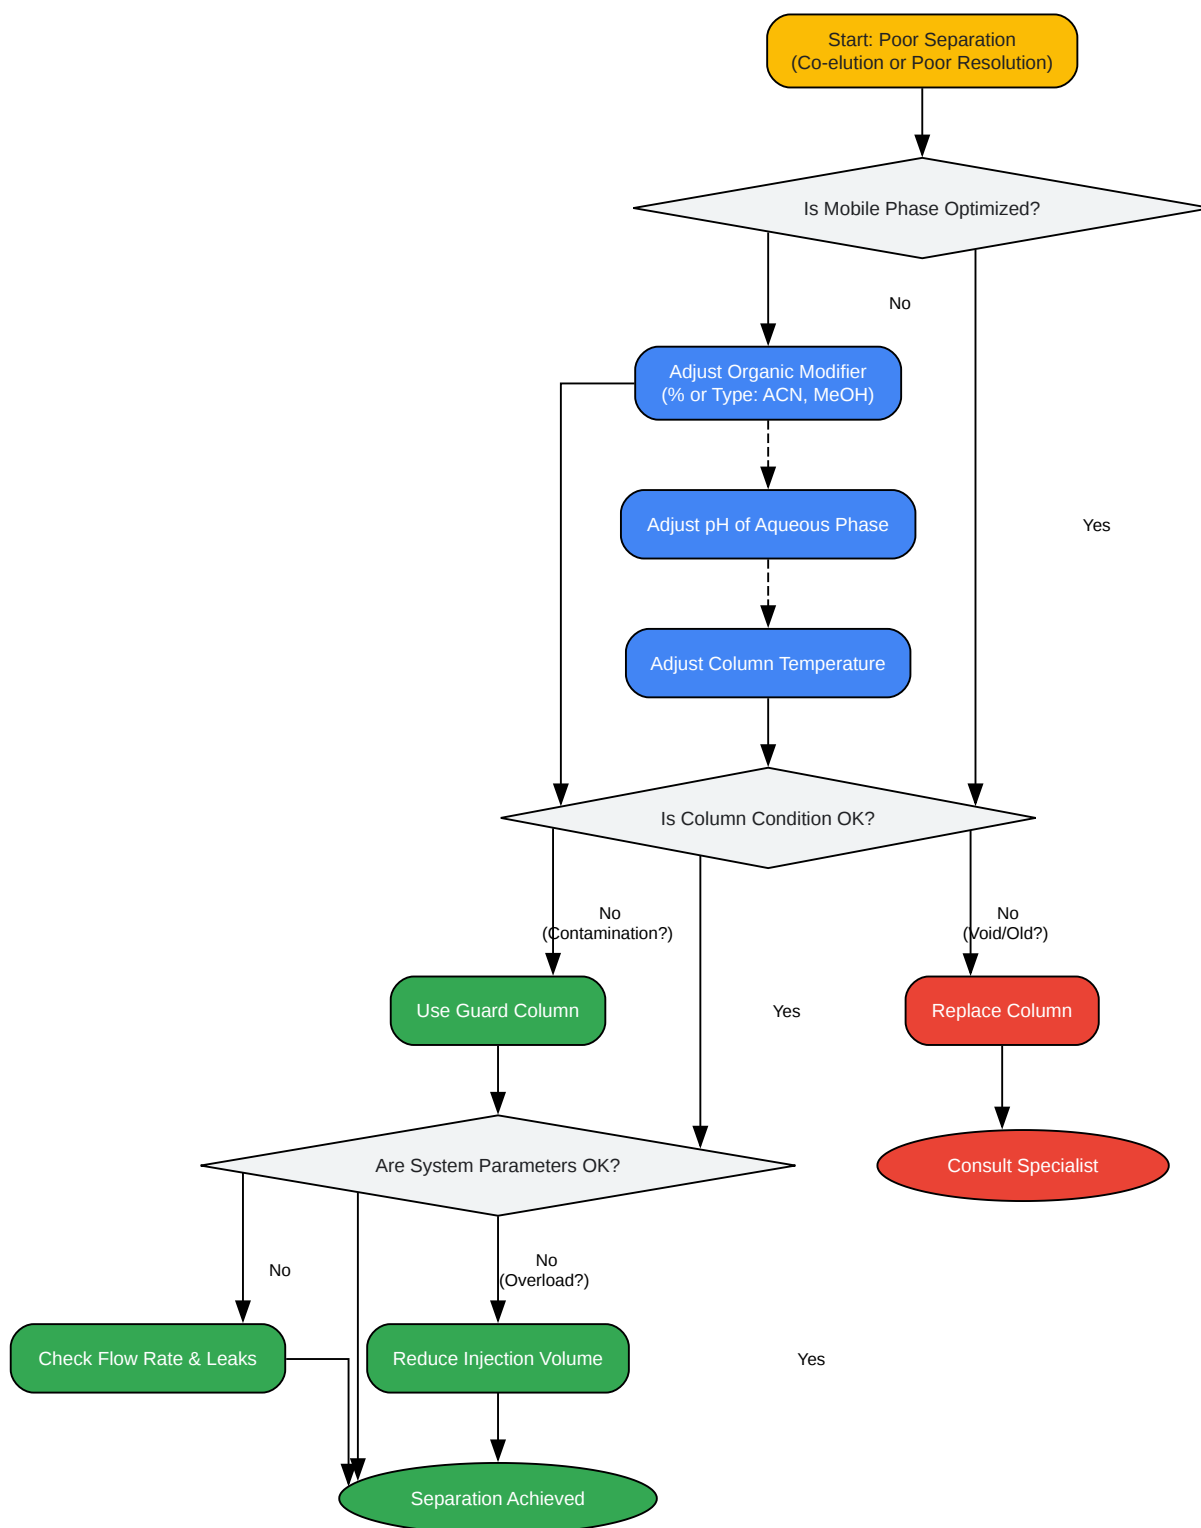 Start: Poor Separation
(Co-elution or Poor Resolution)
Is Mobile Phase Optimized?
No
Adjust Organic Modifier
(% or Type: ACN, MeOH)
Adjust pH of Aqueous Phase
Yes
Adjust Column Temperature
Is Column Condition OK?
No
(Contamination?)
No
(Void/Old?)
Use Guard Column
Yes
Replace Column
Are System Parameters OK?
Consult Specialist
No
No
(Overload?)
Check Flow Rate & Leaks
Reduce Injection Volume
Yes
Separation Achieved